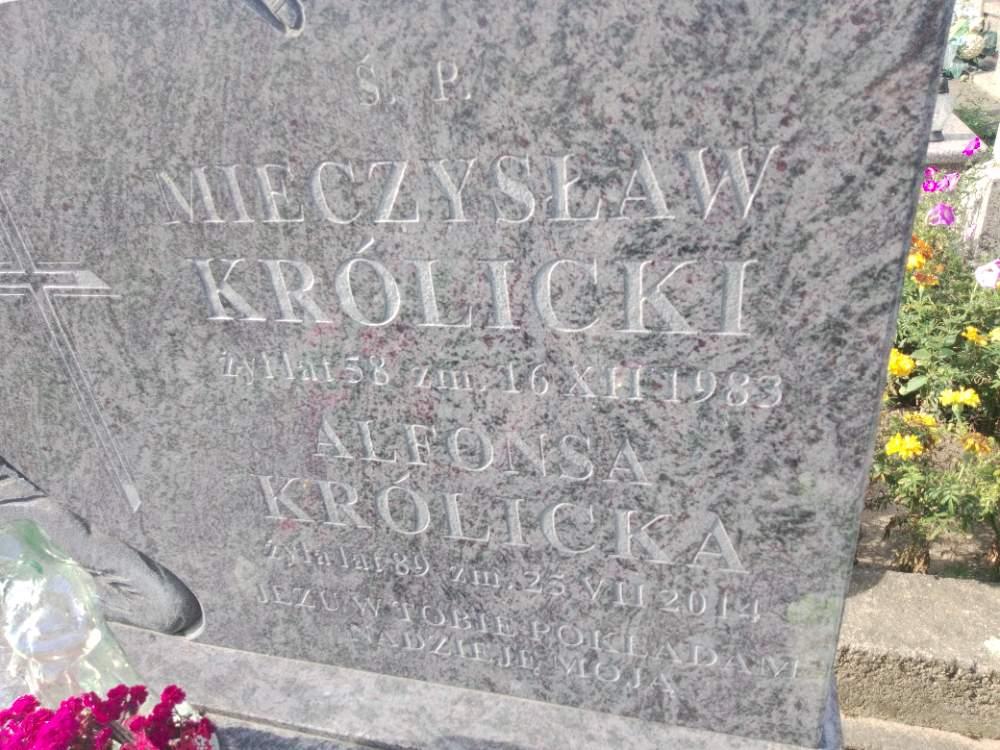 Ś. P.
MIECZYSŁAW
KRÓLICKI
żył lat 58 zm. 16 XII 1983
ALFONSA
KRÓLICKA
żyła lat 89 zm. 25 VII 2014
JEZU W TOBIE POKŁADAM
NADZIEJĘ MOJĄ